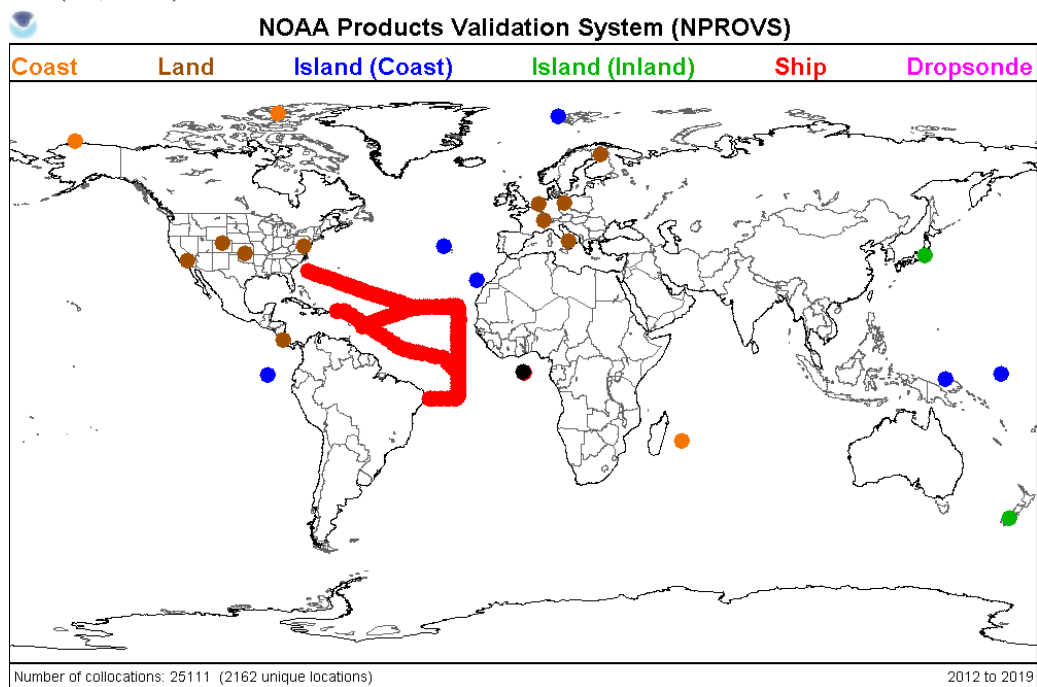 NOAA Products Validation System (NPROVS)
Coast Land Island (Coast) Island (Inland) Ship Dropsonde
Number of collocations: 25111 (2162 unique locations) 2012 to 2019